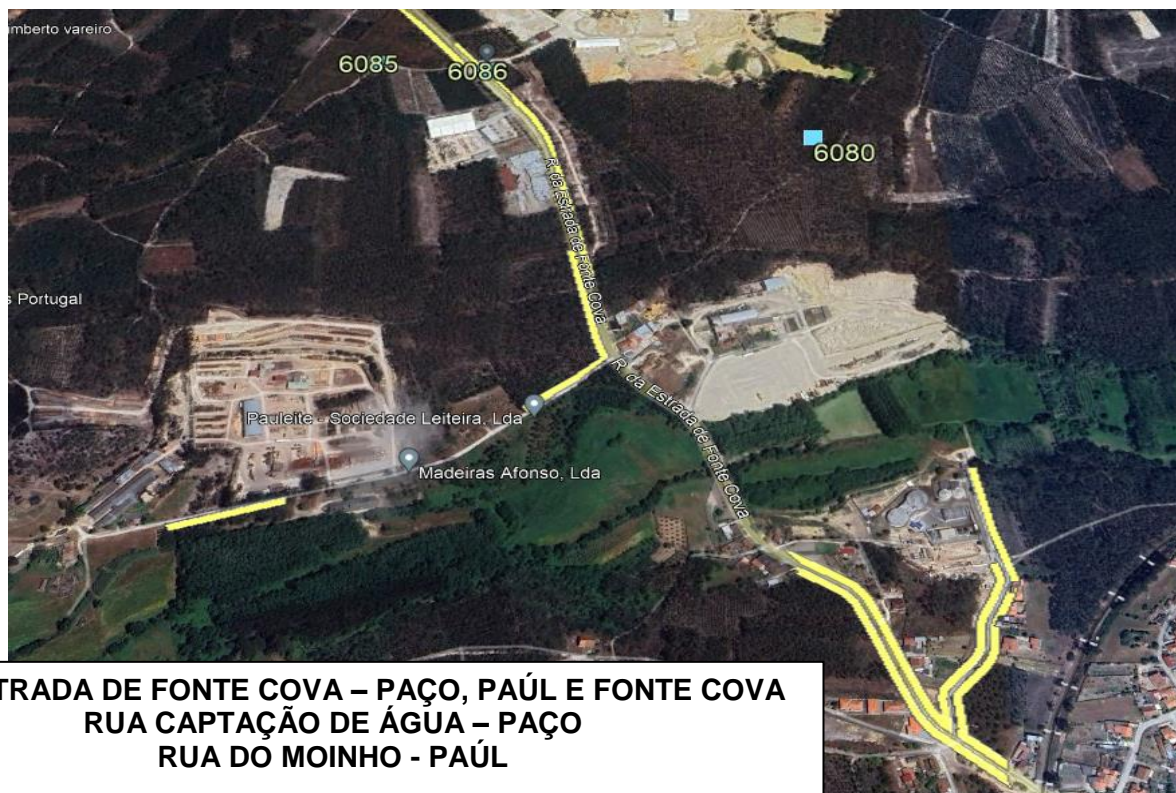 imberto vareiro
6085
6086
6080
R. da Estrada de Fonte Cova
s Portugal
R. da Estrada de Fonte Cova
Pauleite - Sociedade Leiteira, Lda
Madeiras Afonso, Lda
TRADA DE FONTE COVA – PAÇO, PAÚL E FONTE COVA
RUA CAPTAÇÃO DE ÁGUA – PAÇO
RUA DO MOINHO - PAÚL